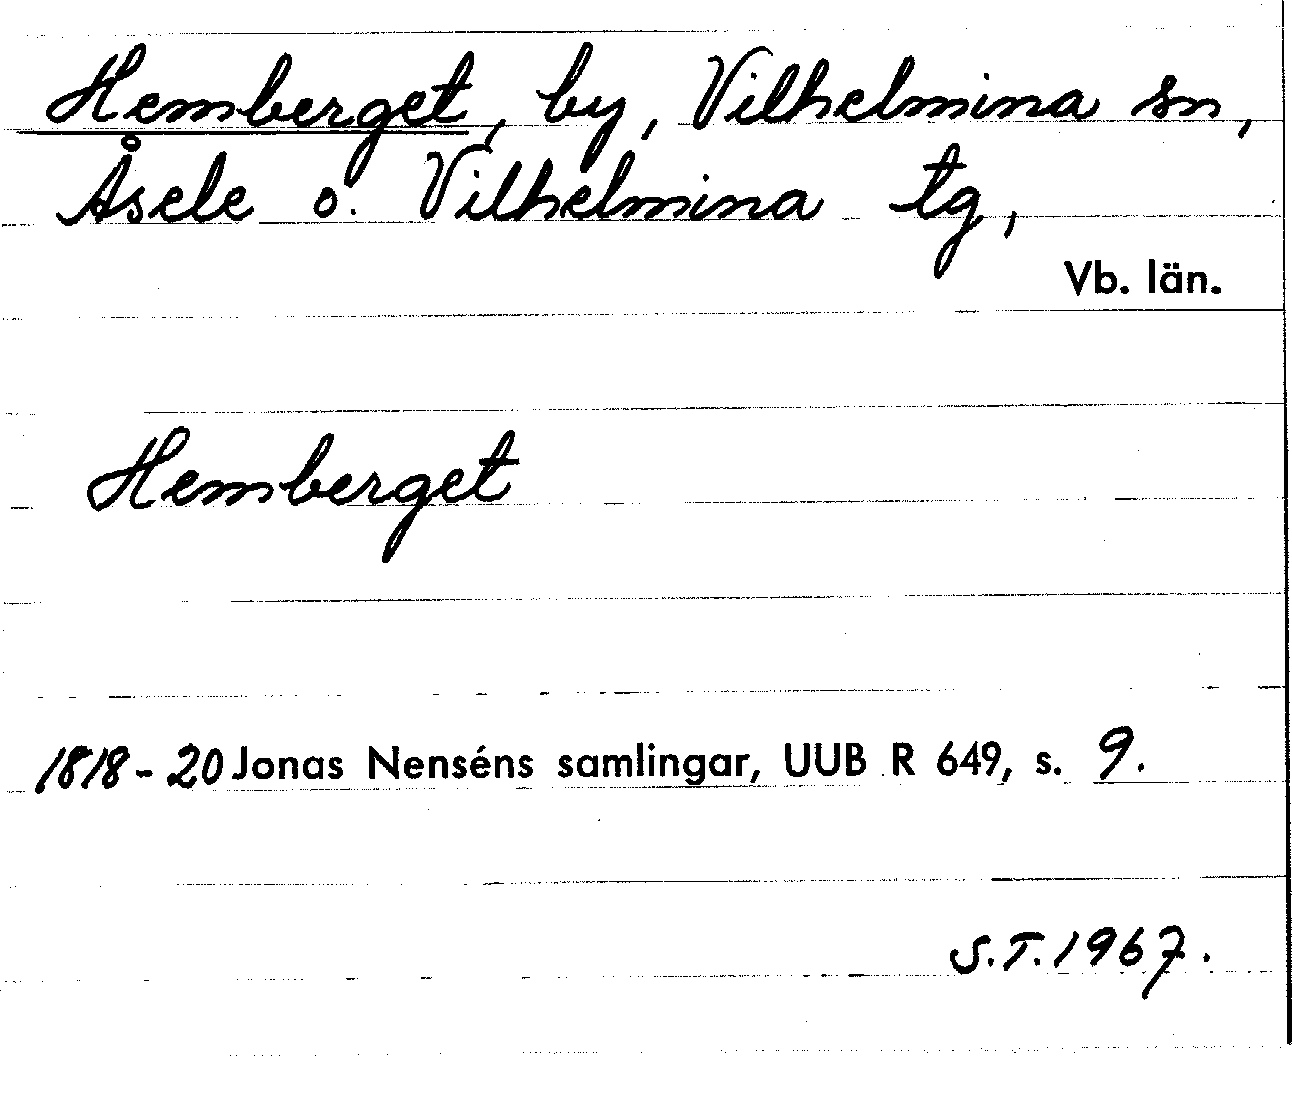 Hemberget, by, Vilhelmina sn,
Åsele o. Vilhelmina tg,
Vb. län.
Hemberget
1818-20 Jonas Nenséns samlingar, UUB R 649, s. 9.
S.T. 1967.